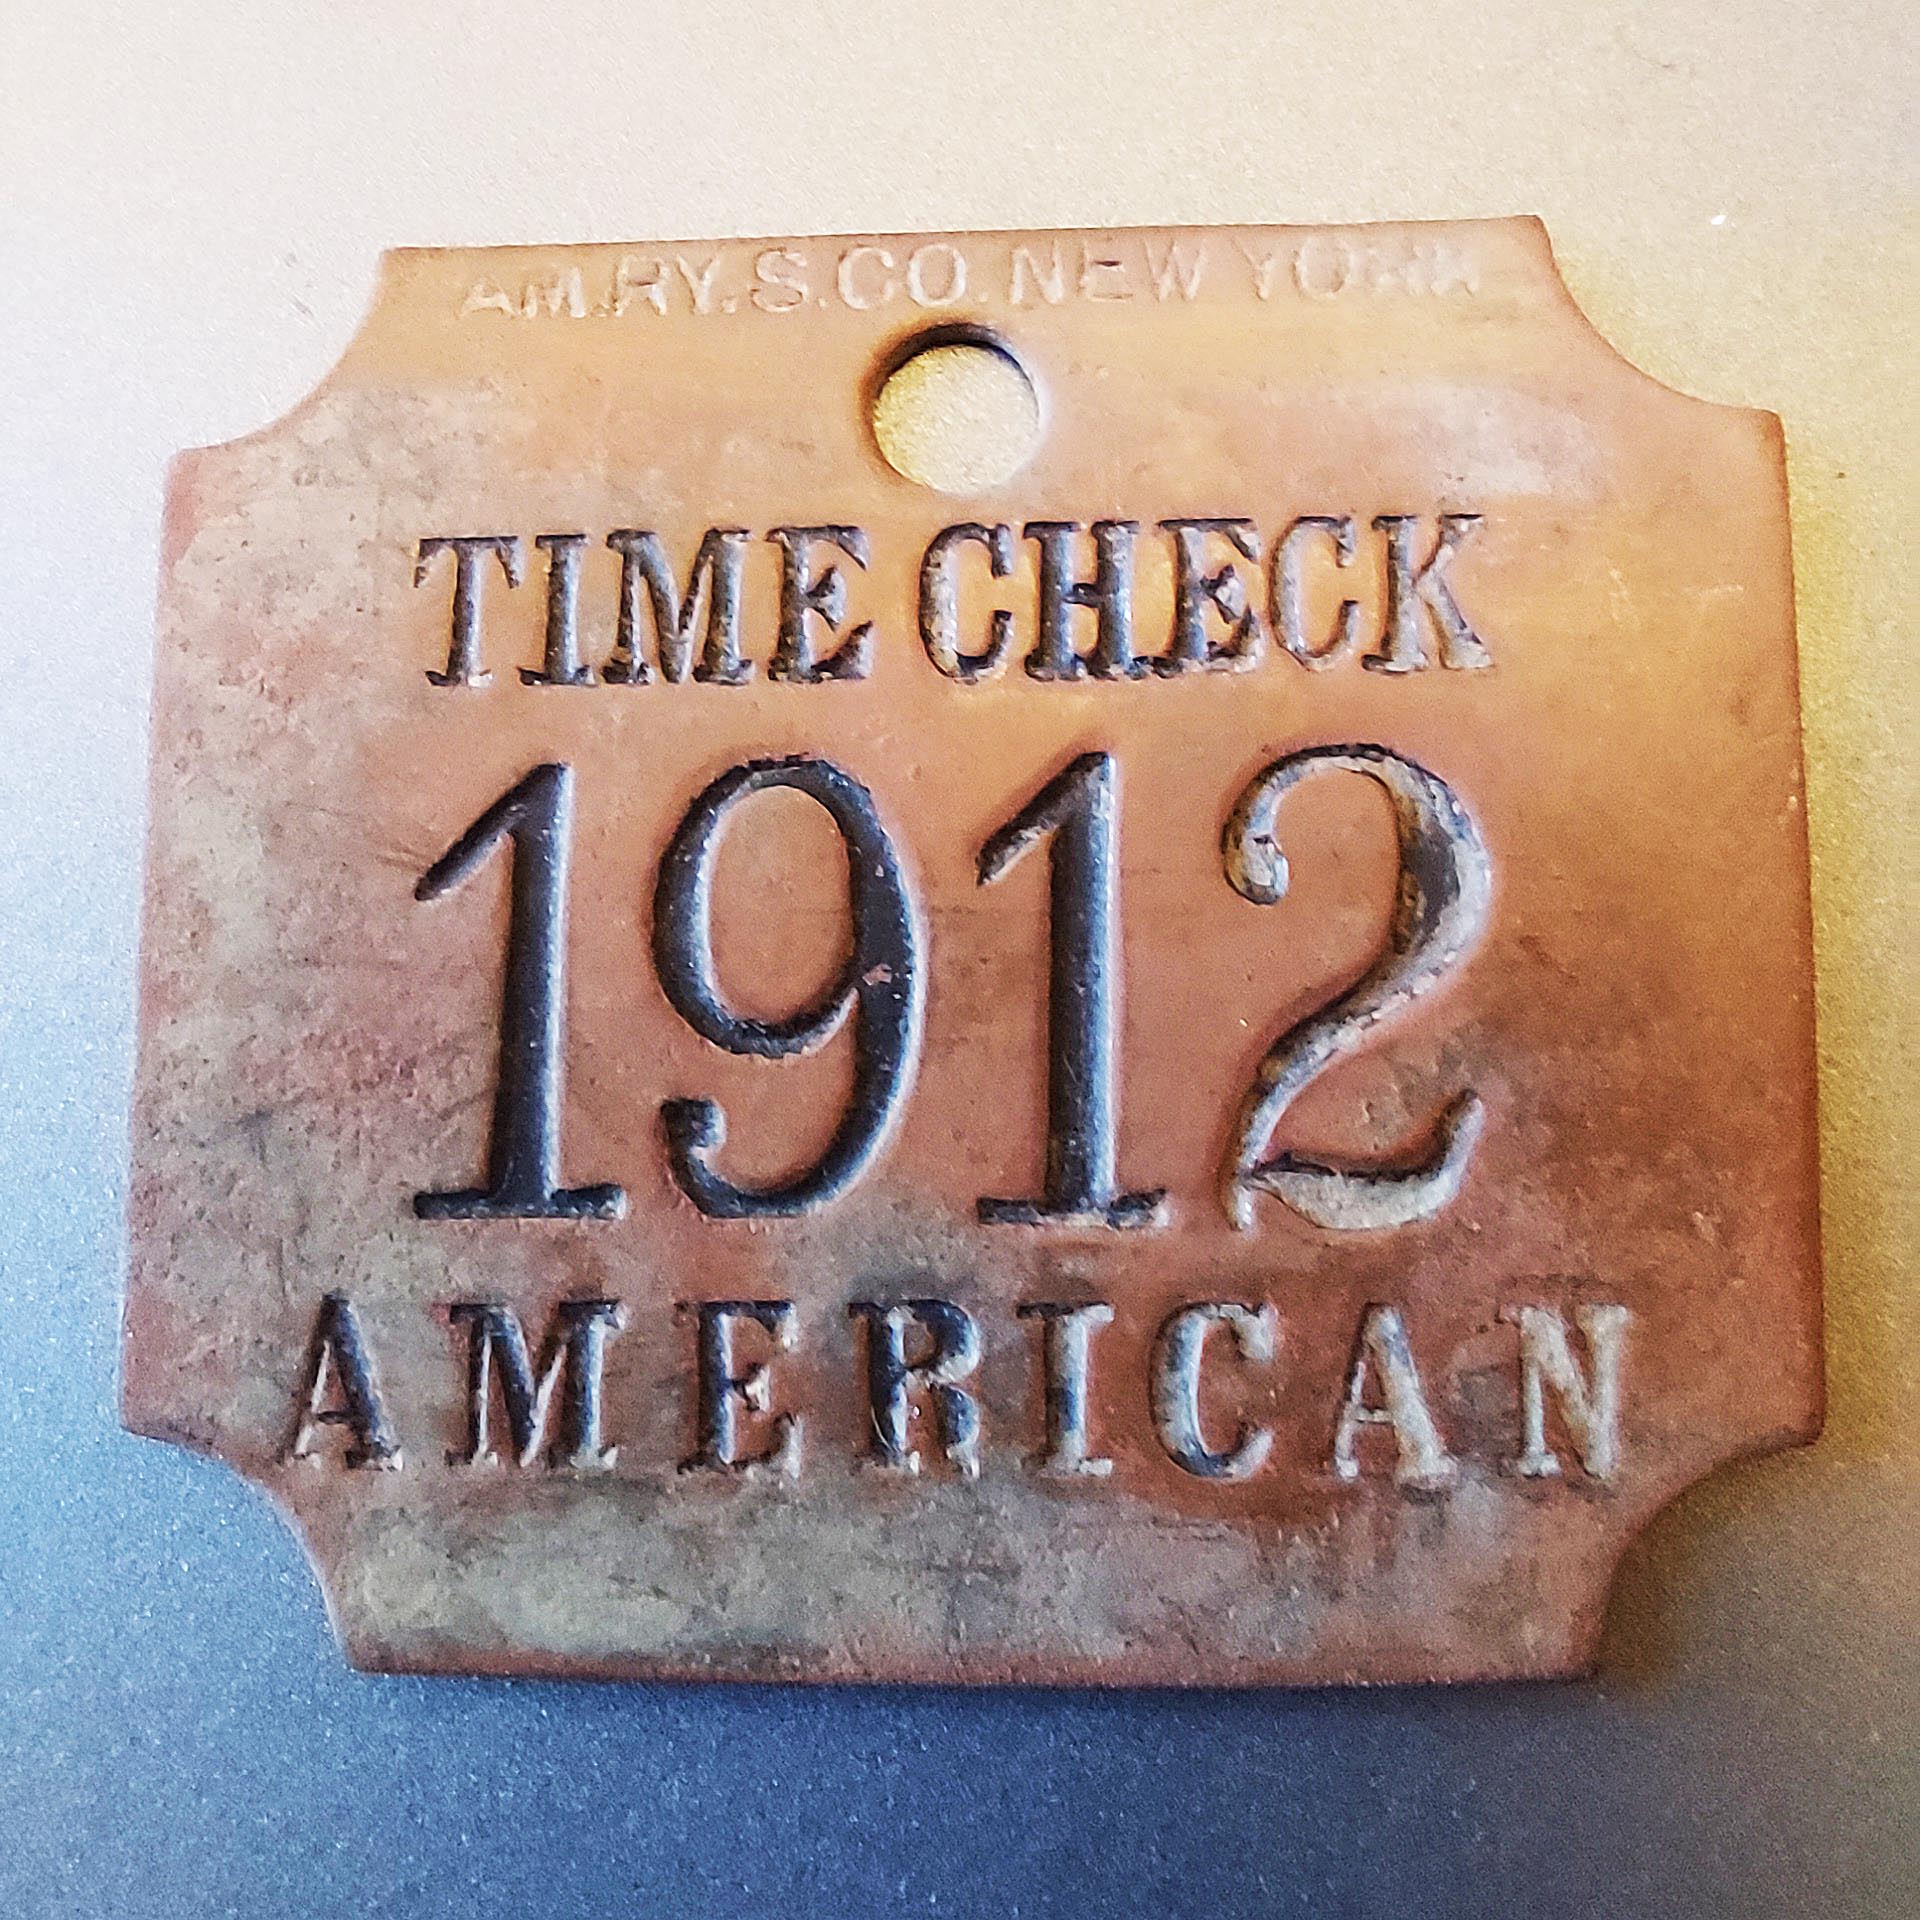 AM.RY.S.CO. NEW YORK
TIME CHECK
1912
AMERICAN